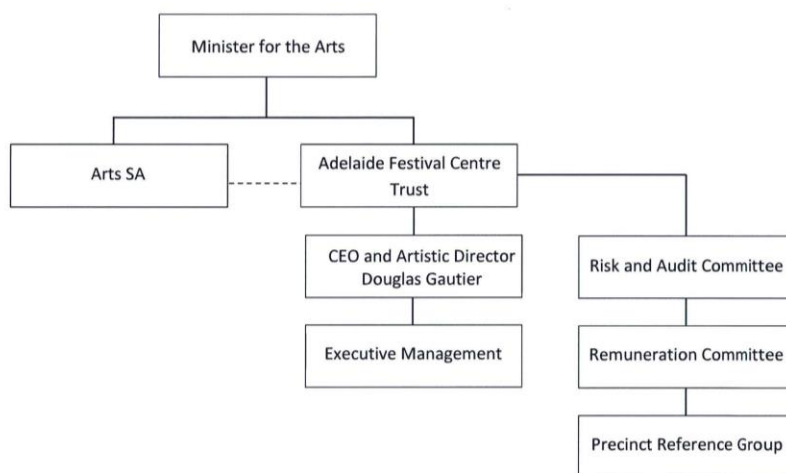 Minister for the Arts
Arts SA
Adelaide Festival Centre
Trust
CEO and Artistic Director
Douglas Gautier
Risk and Audit Committee
Executive Management
Remuneration Committee
Precinct Reference Group